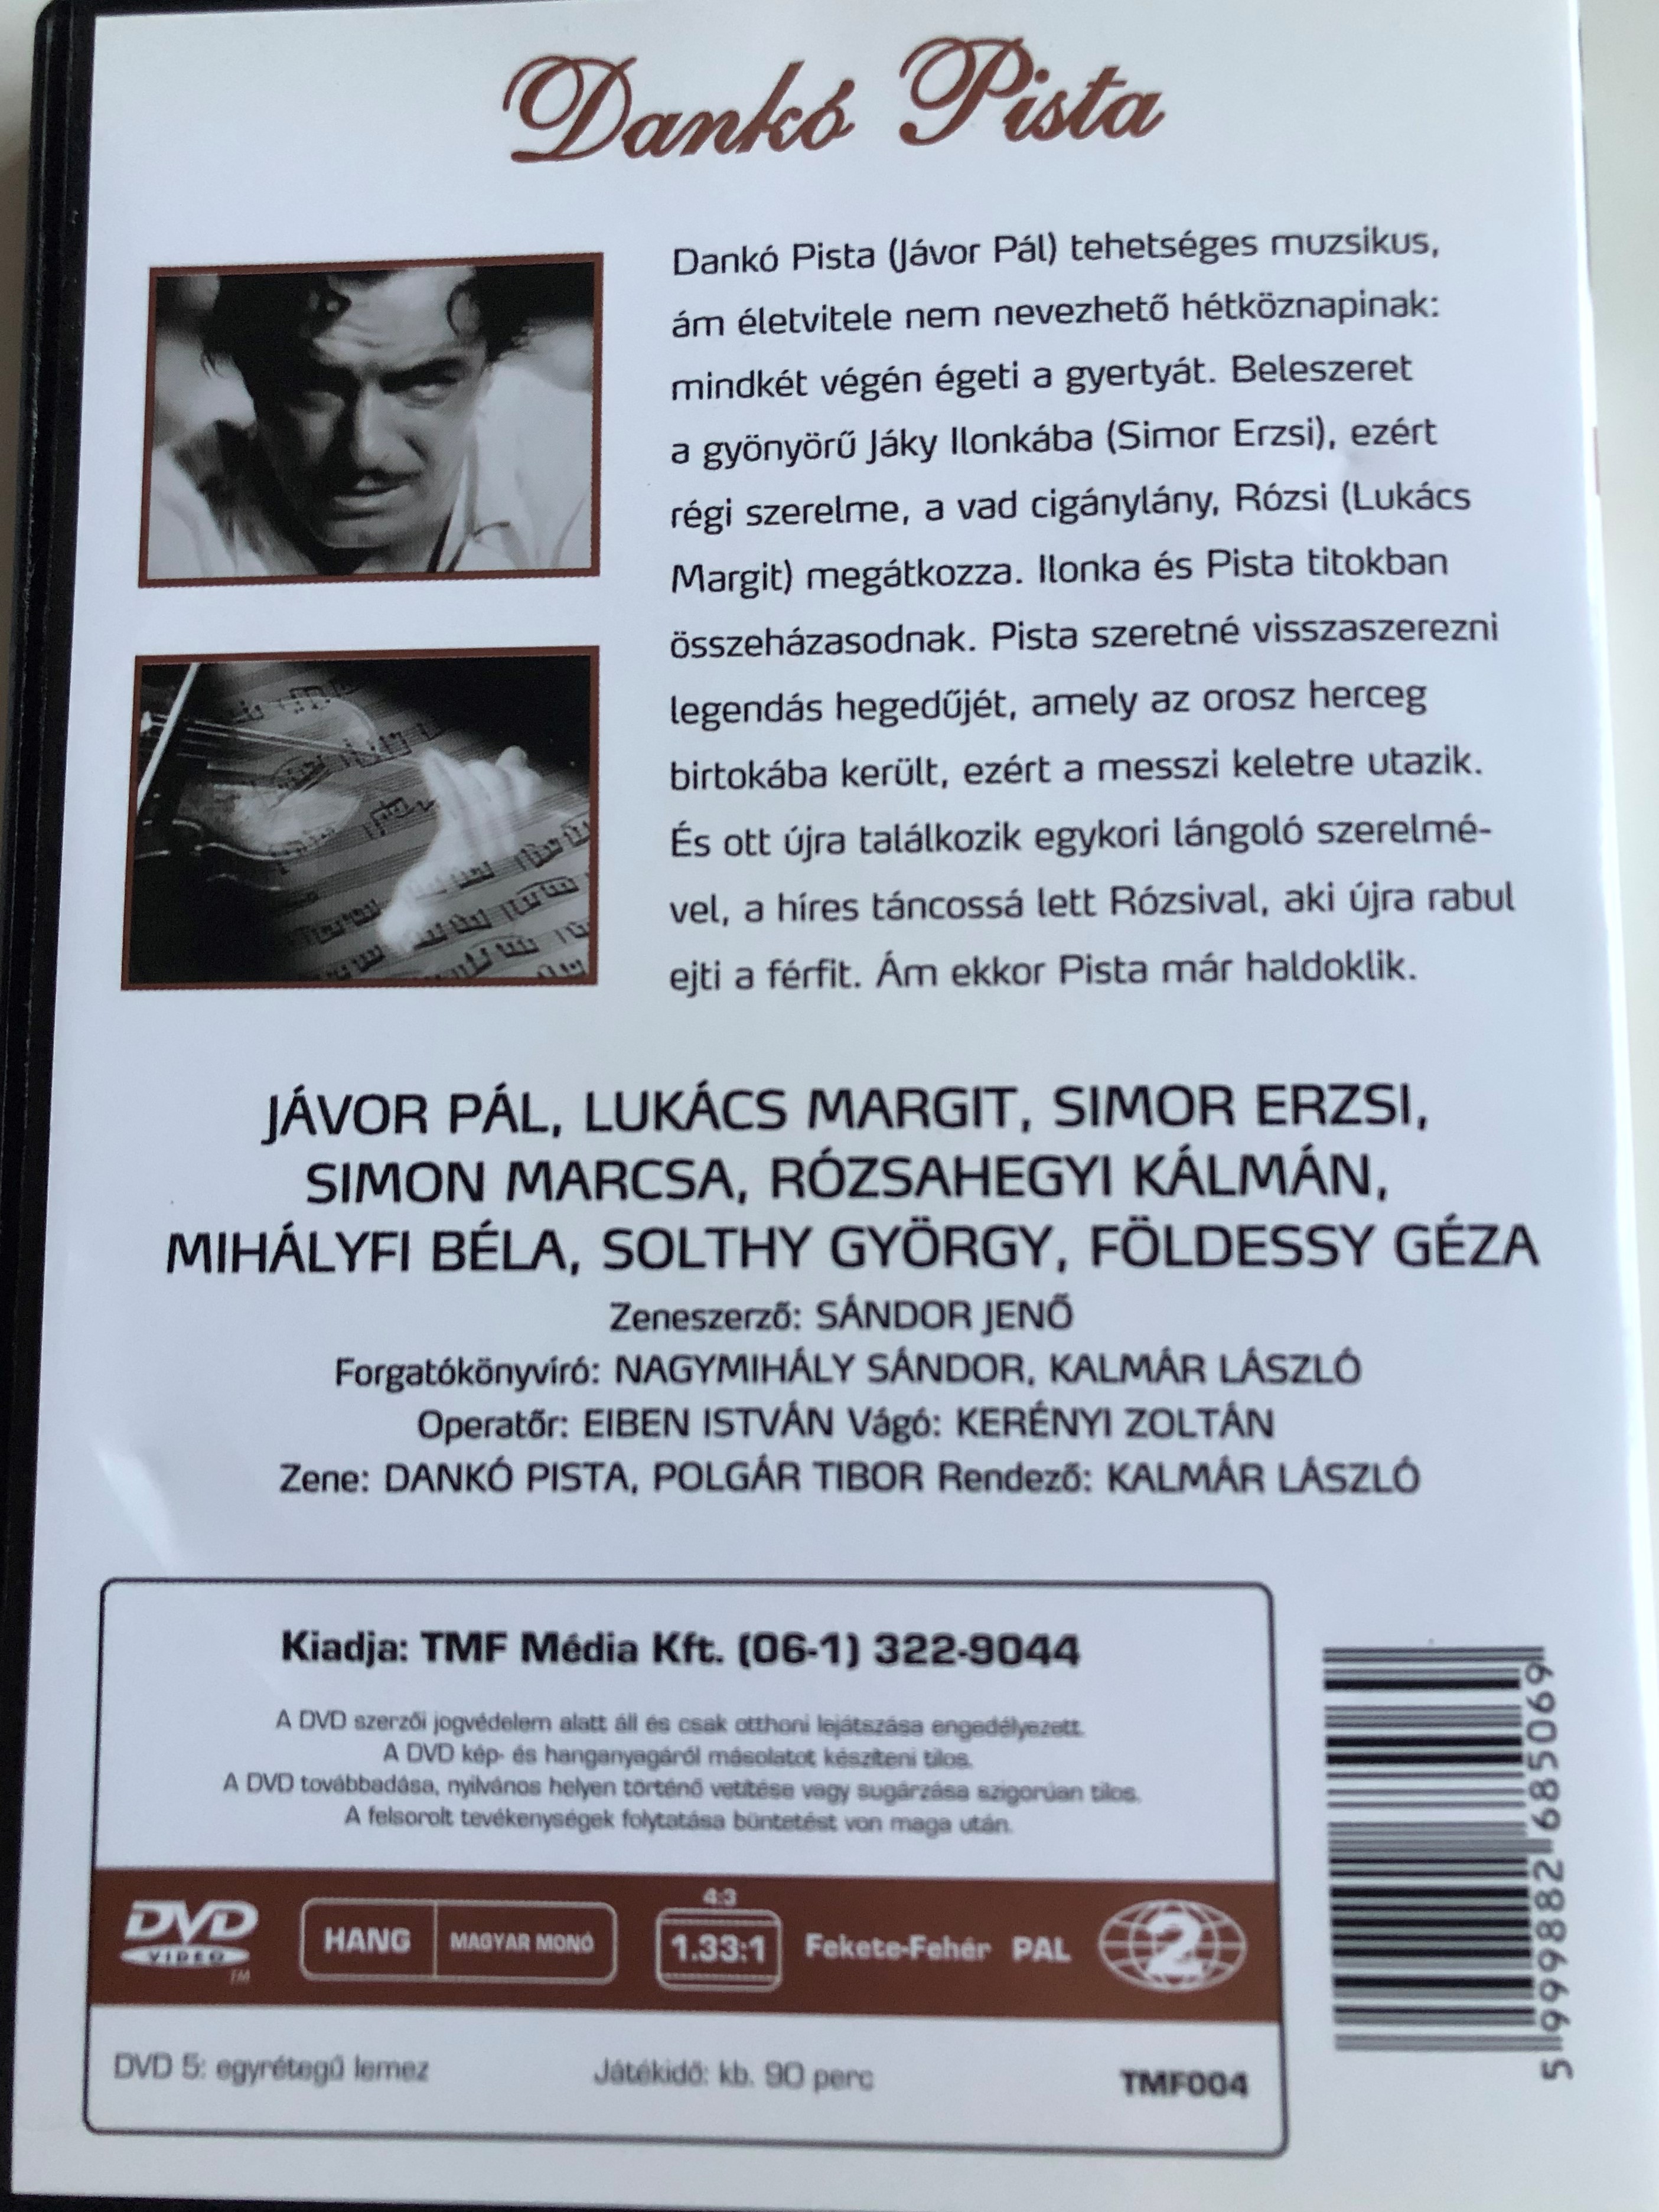 Dankó Pista
Dankó Pista (Jávor Pál) tehetséges muzsikus,
ám életvitele nem nevezhető hétköznapinak:
mindkét végén égeti a gyertyát. Beleszeret
a gyönyörű Jáky Ilonkába (Simor Erzsi), ezért
régi szerelme, a vad cigánylány, Rózsi (Lukács
Margit) megátkozza. Ilonka és Pista titokban
összeházasodnak. Pista szeretné visszaszerezni
legendás hegedűjét, amely az orosz herceg
birtokába került, ezért a messzi keletre utazik.
És ott újra találkozik egykori lángoló szerelmé-
vel, a híres táncossá lett Rózsival, aki újra rabul
ejti a férfit. Ám ekkor Pista már haldoklik.
JÁVOR PÁL, LUKÁCS MARGIT, SIMOR ERZSI,
SIMON MARCSA, RÓZSAHEGYI KÁLMÁN,
MIHÁLYFI BÉLA, SOLTHY GYÖRGY, FÖLDESSY GÉZA
Zeneszerző: SÁNDOR JENŐ
Forgatókönyvíró: NAGYMIHÁLY SÁNDOR, KALMÁR LÁSZLÓ
Operatőr: EIBEN ISTVÁN Vágó: KERÉNYI ZOLTÁN
Zene: DANKÓ PISTA, POLGÁR TIBOR Rendező: KALMÁR LÁSZLÓ
Kiadja: TMF Média Kft. (06-1) 322-9044
A DVD szerzői jogvédelem alatt áll és csak otthoni lejátszása engedélyezett.
A DVD kép- és hanganyagáról másolatot készíteni tilos.
A DVD továbbadása, nyilvános helyen történő vetítése vagy sugárzása szigorúan tilos.
A felsorolt tevékenységek folytatása büntetést von maga után.
DVD VIDEO TM
HANG MAGYAR MONÓ
4:3
1.33:1
Fekete-Fehér PAL
2
DVD 5: egyrétegű lemez Játékidő: kb. 90 perc TMF004
5 999882 685069